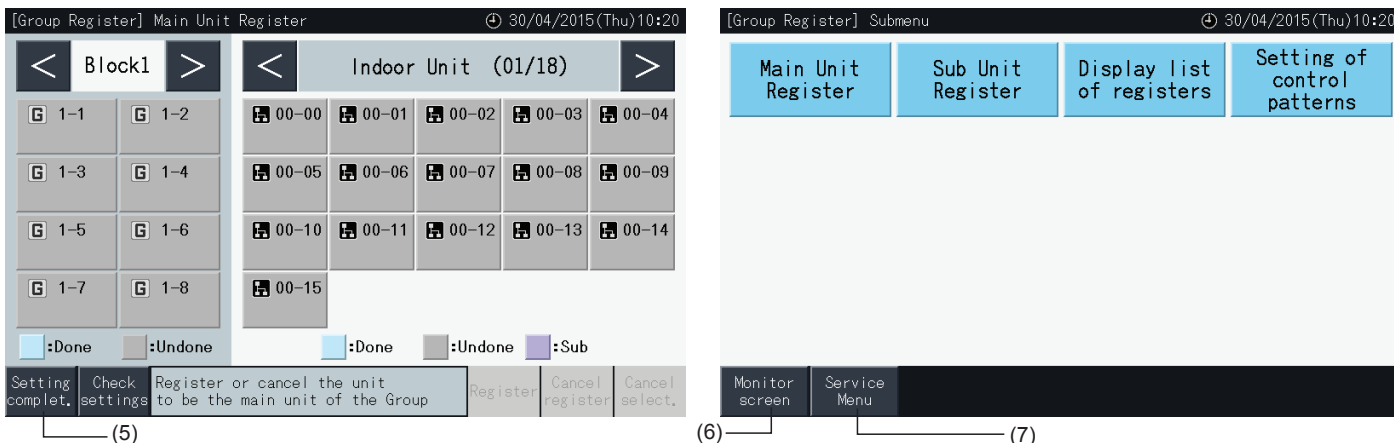 [Group Register] Main Unit Register 30/04/2015(Thu)10:20
< Block1 > < Indoor Unit (01/18) >
G 1-1 G 1-2 00-00 00-01 00-02 00-03 00-04
G 1-3 G 1-4 00-05 00-06 00-07 00-08 00-09
G 1-5 G 1-6 00-10 00-11 00-12 00-13 00-14
G 1-7 G 1-8 00-15
:Done :Undone :Done :Undone :Sub
Setting complet.
Check settings
Register or cancel the unit
to be the main unit of the Group
Register
Cancel register
Cancel select.
(5)
[Group Register] Submenu 30/04/2015(Thu)10:20
Main Unit
Register
Sub Unit
Register
Display list
of registers
Setting of
control
patterns
Monitor
screen
Service
Menu
(6) (7)